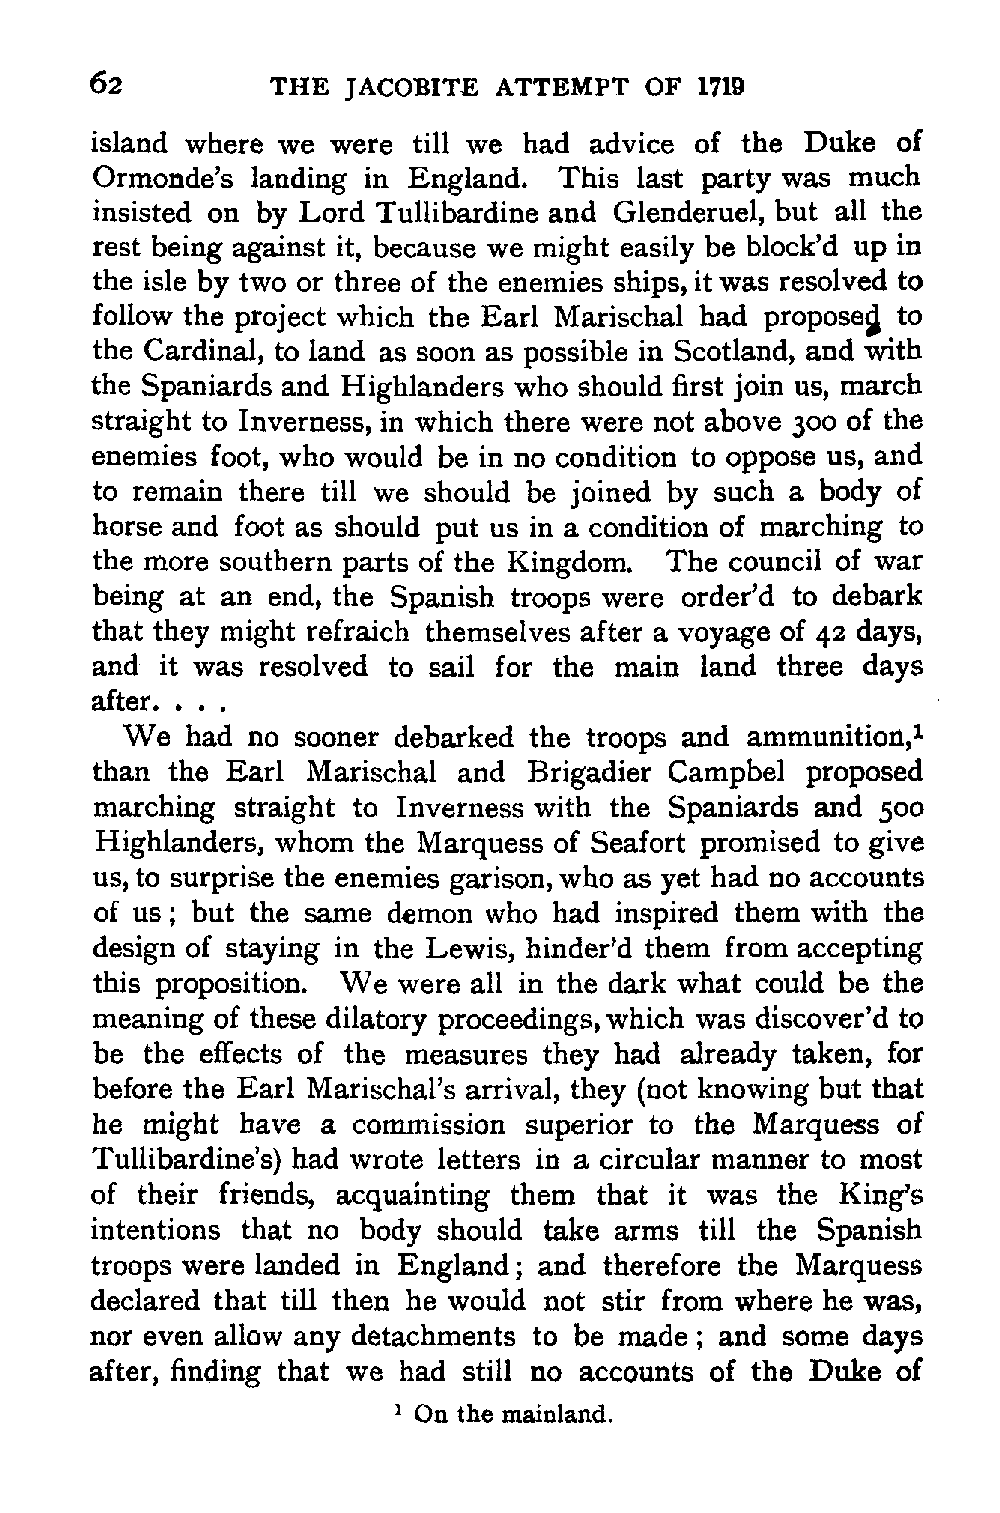 62 THE JACOBITE ATTEMPT OF 1719
island where we were till we had advice of the Duke of
Ormonde's landing in England. This last party was much
insisted on by Lord Tullibardine and Glenderuel, but all the
rest being against it, because we might easily be block'd up in
the isle by two or three of the enemies ships, it was resolved to
follow the project which the Earl Marischal had proposed to
the Cardinal, to land as soon as possible in Scotland, and with
the Spaniards and Highlanders who should first join us, march
straight to Inverness, in which there were not above 300 of the
enemies foot, who would be in no condition to oppose us, and
to remain there till we should be joined by such a body of
horse and foot as should put us in a condition of marching to
the more southern parts of the Kingdom. The council of war
being at an end, the Spanish troops were order'd to debark
that they might refraich themselves after a voyage of 42 days,
and it was resolved to sail for the main land three days
after. . . .
We had no sooner debarked the troops and ammunition,¹
than the Earl Marischal and Brigadier Campbel proposed
marching straight to Inverness with the Spaniards and 500
Highlanders, whom the Marquess of Seafort promised to give
us, to surprise the enemies garison, who as yet had no accounts
of us ; but the same demon who had inspired them with the
design of staying in the Lewis, hinder'd them from accepting
this proposition. We were all in the dark what could be the
meaning of these dilatory proceedings, which was discover'd to
be the effects of the measures they had already taken, for
before the Earl Marischal's arrival, they (not knowing but that
he might have a commission superior to the Marquess of
Tullibardine's) had wrote letters in a circular manner to most
of their friends, acquainting them that it was the King's
intentions that no body should take arms till the Spanish
troops were landed in England ; and therefore the Marquess
declared that till then he would not stir from where he was,
nor even allow any detachments to be made ; and some days
after, finding that we had still no accounts of the Duke of
¹ On the mainland.